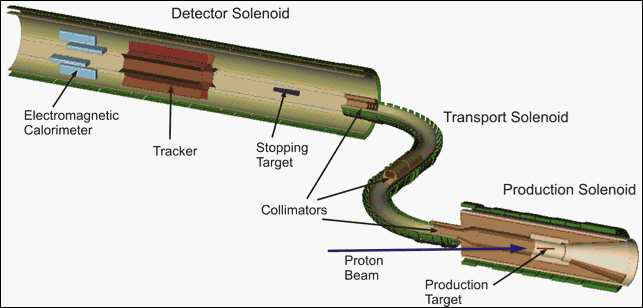 Detector Solenoid
Electromagnetic
Calorimeter
Tracker
Stopping
Target
Transport Solenoid
Collimators
Production Solenoid
Proton
Beam
Production
Target